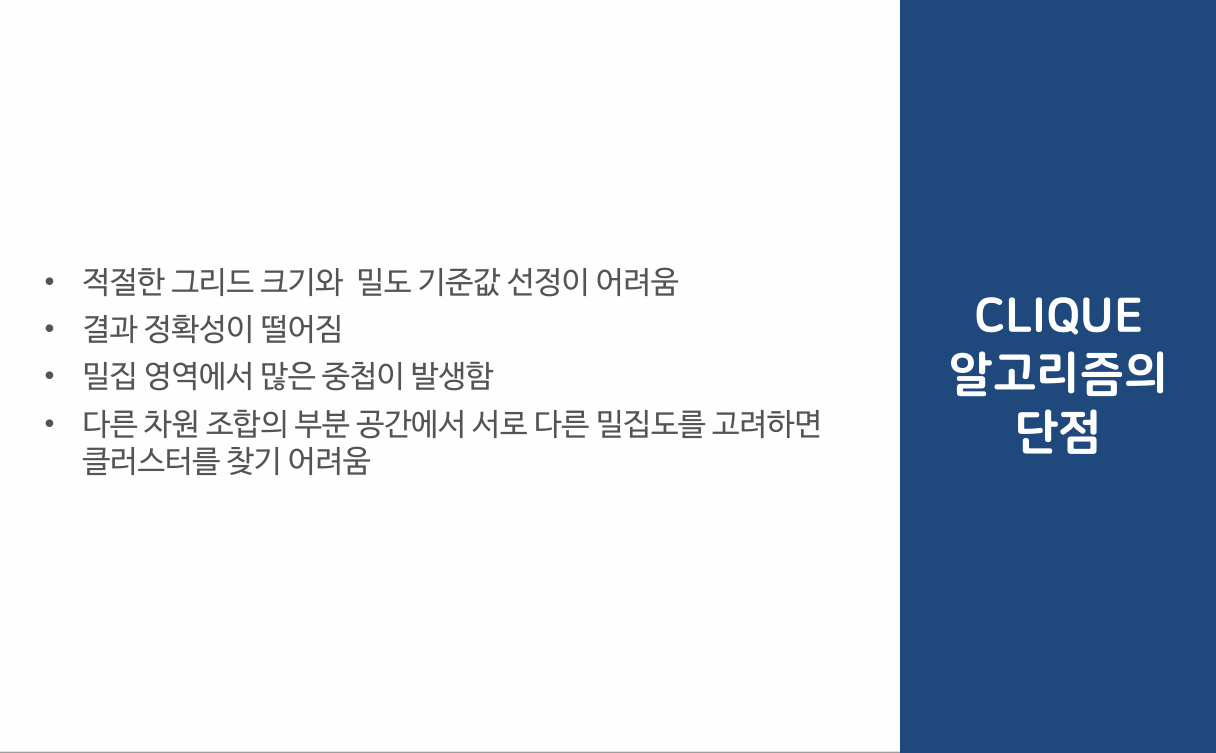 • 적절한 그리드 크기와  밀도 기준값 선정이 어려움
• 결과 정확성이 떨어짐
• 밀집 영역에서 많은 중첩이 발생함
• 다른 차원 조합의 부분 공간에서 서로 다른 밀집도를 고려하면
클러스터를 찾기 어려움
CLIQUE
알고리즘의
단점